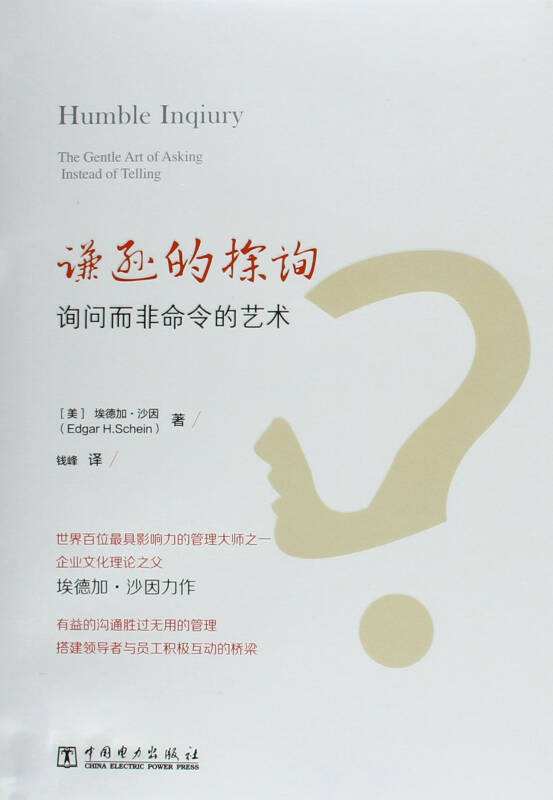 Humble Inqiury
The Gentle Art of Asking
Instead of Telling
谦逊的探询
询问而非命令的艺术
[美] 埃德加·沙因
(Edgar H.Schein) 著
钱峰 译
世界百位最具影响力的管理大师之一
企业文化理论之父
埃德加·沙因力作
有益的沟通胜过无用的管理
搭建领导者与员工积极互动的桥梁
中国电力出版社
CHINA ELECTRIC POWER PRESS